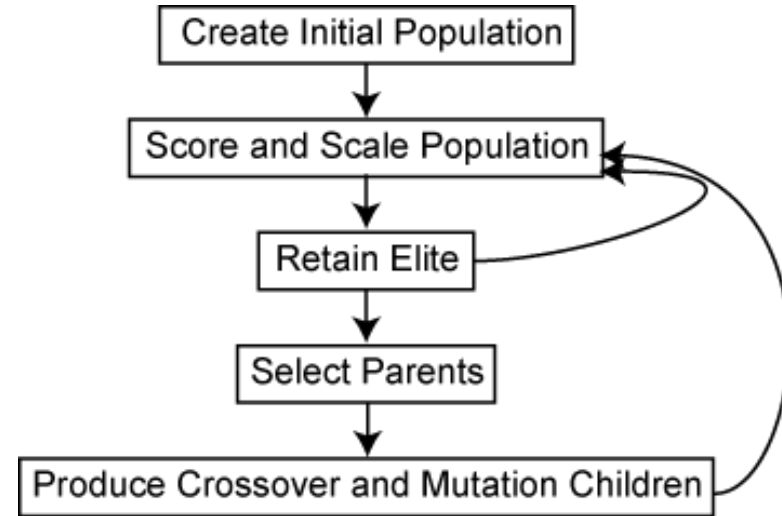 Create Initial Population
Score and Scale Population
Retain Elite
Select Parents
Produce Crossover and Mutation Children